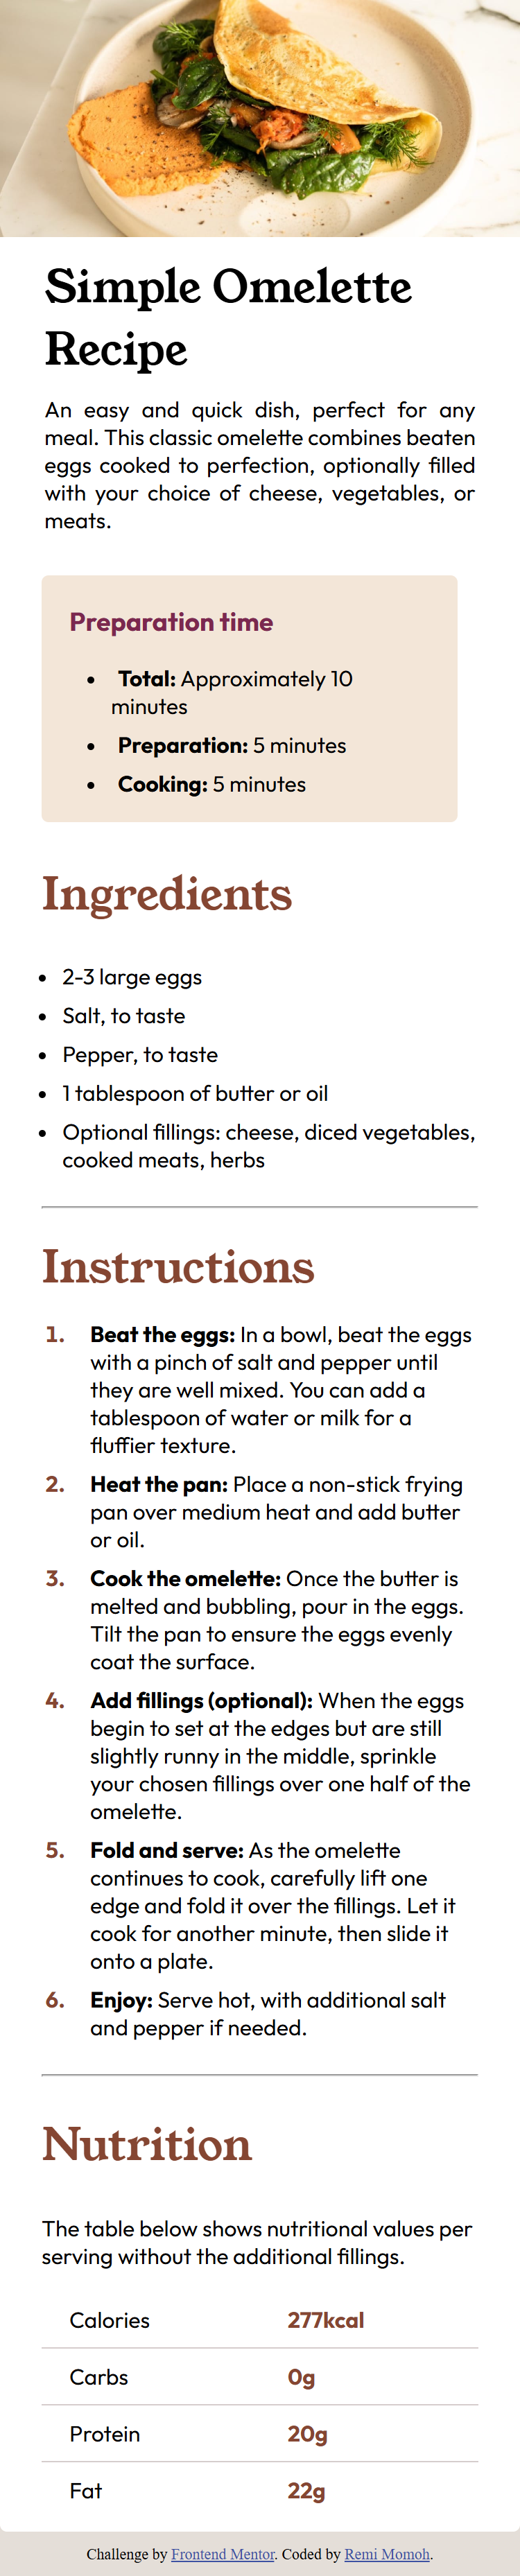 Simple Omelette
Recipe
An easy and quick dish, perfect for any
meal. This classic omelette combines beaten
eggs cooked to perfection, optionally filled
with your choice of cheese, vegetables, or
meats.
Preparation time
• Total: Approximately 10
minutes
• Preparation: 5 minutes
• Cooking: 5 minutes
Ingredients
• 2-3 large eggs
• Salt, to taste
• Pepper, to taste
• 1 tablespoon of butter or oil
• Optional fillings: cheese, diced vegetables,
cooked meats, herbs
Instructions
1. Beat the eggs: In a bowl, beat the eggs
with a pinch of salt and pepper until
they are well mixed. You can add a
tablespoon of water or milk for a
fluffier texture.
2. Heat the pan: Place a non-stick frying
pan over medium heat and add butter
or oil.
3. Cook the omelette: Once the butter is
melted and bubbling, pour in the eggs.
Tilt the pan to ensure the eggs evenly
coat the surface.
4. Add fillings (optional): When the eggs
begin to set at the edges but are still
slightly runny in the middle, sprinkle
your chosen fillings over one half of the
omelette.
5. Fold and serve: As the omelette
continues to cook, carefully lift one
edge and fold it over the fillings. Let it
cook for another minute, then slide it
onto a plate.
6. Enjoy: Serve hot, with additional salt
and pepper if needed.
Nutrition
The table below shows nutritional values per
serving without the additional fillings.
Calories 277kcal
Carbs 0g
Protein 20g
Fat 22g
Challenge by Frontend Mentor. Coded by Remi Momoh.